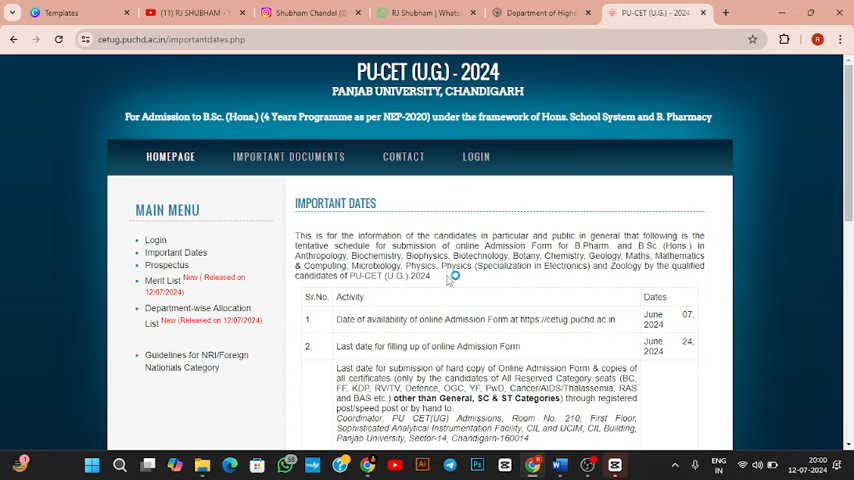 Templates
(11) RJ SHUBHAM - Y
Shubham Chandel (@
RJ Shubham | Whats
Department of Highe
PU-CET (U.G.) - 2024
cetug.puchd.ac.in/importantdates.php
R
PU-CET (U.G.) - 2024
PANJAB UNIVERSITY, CHANDIGARH
For Admission to B.Sc. (Hons.) (4 Years Programme as per NEP-2020) under the framework of Hons. School System and B. Pharmacy
HOMEPAGE IMPORTANT DOCUMENTS CONTACT LOGIN
MAIN MENU
Login
Important Dates
Prospectus
Merit List New ( Released on
12/07/2024)
Department-wise Allocation
List New (Released on 12/07/2024)
Guidelines for NRI/Foreign
Nationals Category
IMPORTANT DATES
This is for the information of the candidates in particular and public in general that following is the
tentative schedule for submission of online Admission Form for B.Pharm. and B.Sc (Hons.) in
Anthropology, Biochemistry, Biophysics, Biotechnology, Botany, Chemistry, Geology, Maths, Mathematics
& Computing, Microbiology, Physics, Physics (Specialization in Electronics) and Zoology by the qualified
candidates of PU-CET (U.G.) 2024
Sr.No. Activity Dates
1. Date of availability of online Admission Form at https://cetug.puchd.ac.in June 07,
2024
2. Last date for filling up of online Admission Form June 24,
2024
Last date for submission of hard copy of Online Admission Form & copies of
all certificates (only by the candidates of All Reserved Category seats (BC,
FF, KDP, RV/TV, Defence, OGC, YF, PwD, Cancer/AIDS/Thalassemia, RAS
and BAS etc.) other than General, SC & ST Categories) through registered
post/speed post or by hand to:
Coordinator, PU CET(UG) Admissions, Room No. 210, First Floor,
Sophisticated Analytical Instrumentation Facility, CIL and UCIM, CIL Building,
Panjab University, Sector-14, Chandigarh-160014
ENG
IN
20:00
12-07-2024